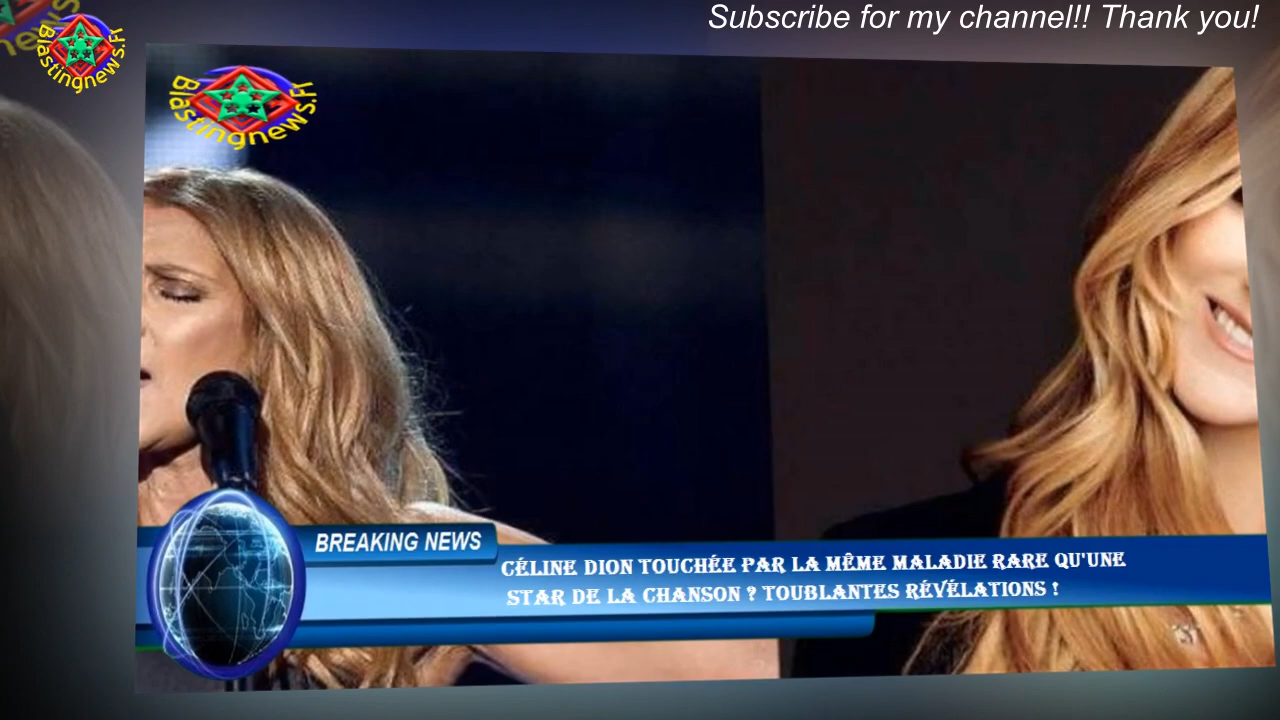 Subscribe for my channel!! Thank you!
Blastingnews.Fr
Blastingnews.Fr
BREAKING NEWS
CÉLINE DION TOUCHÉE PAR LA MÊME MALADIE RARE QU'UNE
STAR DE LA CHANSON ? TOUBLANTES RÉVÉLATIONS !